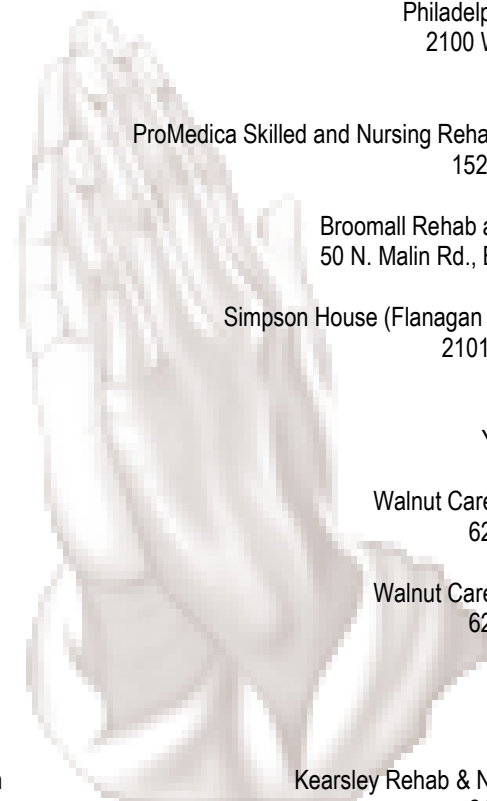 Philadelp
2100 W
ProMedica Skilled and Nursing Reha
152
Broomall Rehab a
50 N. Malin Rd., E
Simpson House (Flanagan
2101
Y
Walnut Care
62
Walnut Care
62
Kearsley Rehab & N